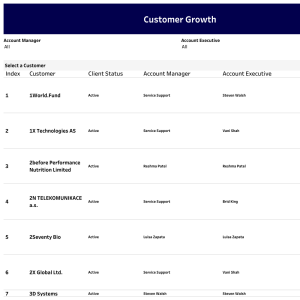 Customer Growth
Account Manager Account Executive
All All
Select a Customer
Index Customer Client Status Account Manager Account Executive
1 1World.Fund Active Service Support Steven Walsh
2 1X Technologies AS Active Service Support Vani Shah
3 2before Performance Nutrition Limited Active Reshma Patel Reshma Patel
4 2N TELEKOMUNIKACE a.s. Active Service Support Brid King
5 2Seventy Bio Active Luisa Zapata Luisa Zapata
6 2X Global Ltd. Active Service Support Vani Shah
7 3D Systems Active Steven Walsh Steven Walsh